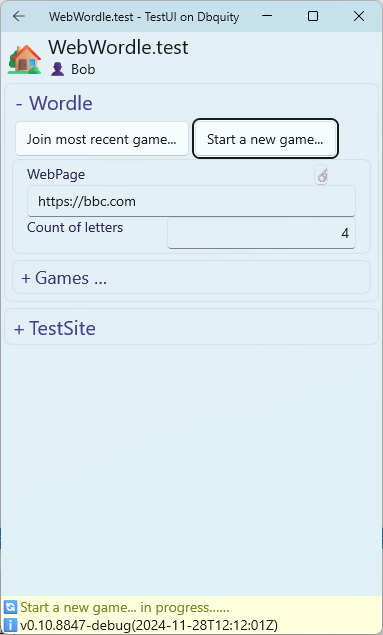 WebWordle.test - TestUI on Dbquity
WebWordle.test
Bob
- Wordle
Join most recent game... Start a new game...
WebPage
https://bbc.com
Count of letters 4
+ Games ...
+ TestSite
Start a new game... in progress......
v0.10.8847-debug(2024-11-28T12:12:01Z)